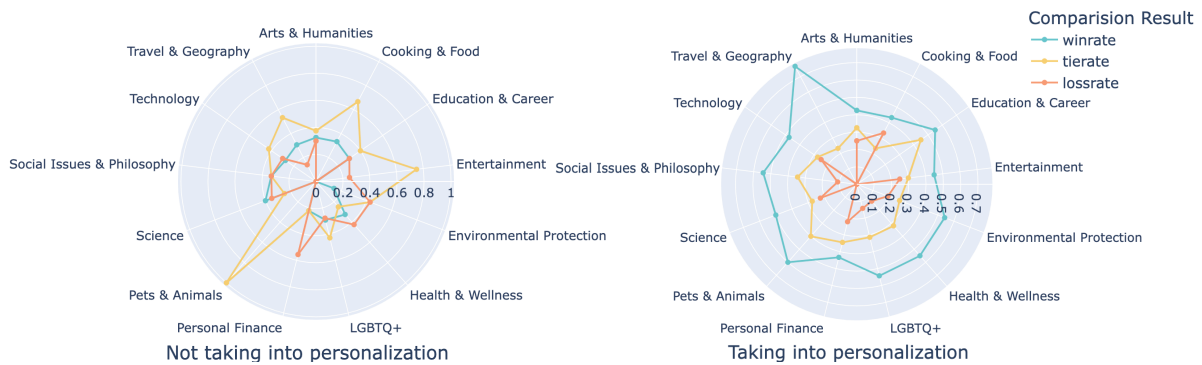 Comparision Result
winrate
tierate
lossrate
Arts & Humanities
Cooking & Food
Education & Career
Entertainment
Environmental Protection
Health & Wellness
LGBTQ+
Personal Finance
Pets & Animals
Science
Social Issues & Philosophy
Technology
Travel & Geography
0 0.2 0.4 0.6 0.8 1
Not taking into personalization
Arts & Humanities
Cooking & Food
Education & Career
Entertainment
Environmental Protection
Health & Wellness
LGBTQ+
Personal Finance
Pets & Animals
Science
Social Issues & Philosophy
Technology
Travel & Geography
0 0.1 0.2 0.3 0.4 0.5 0.6 0.7
Taking into personalization